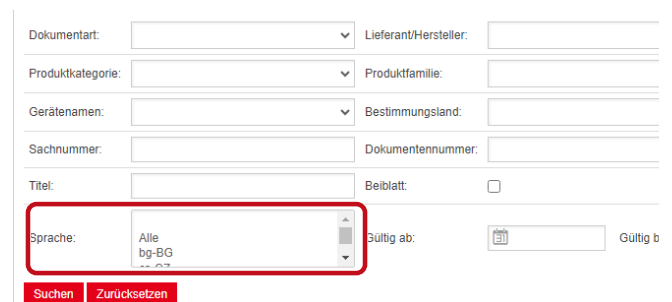 Dokumentart: Lieferant/Hersteller:
Produktkategorie: Produktfamilie:
Gerätenamen: Bestimmungsland:
Sachnummer: Dokumentennummer:
Titel: Beiblatt:
Sprache: Alle Gültig ab: Gültig b
bg-BG
Suchen Zurücksetzen